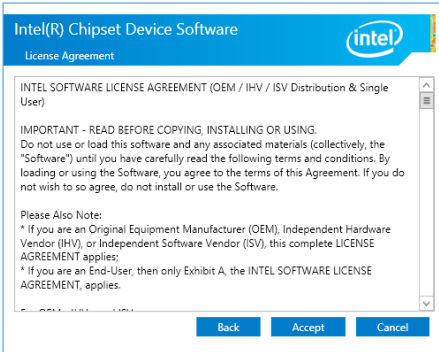 Intel(R) Chipset Device Software
License Agreement
intel
INTEL SOFTWARE LICENSE AGREEMENT (OEM / IHV / ISV Distribution & Single
User)
IMPORTANT - READ BEFORE COPYING, INSTALLING OR USING.
Do not use or load this software and any associated materials (collectively, the
"Software") until you have carefully read the following terms and conditions. By
loading or using the Software, you agree to the terms of this Agreement. If you do
not wish to so agree, do not install or use the Software.
Please Also Note:
* If you are an Original Equipment Manufacturer (OEM), Independent Hardware
Vendor (IHV), or Independent Software Vendor (ISV), this complete LICENSE
AGREEMENT applies;
* If you are an End-User, then only Exhibit A, the INTEL SOFTWARE LICENSE
AGREEMENT, applies.
Back Accept Cancel